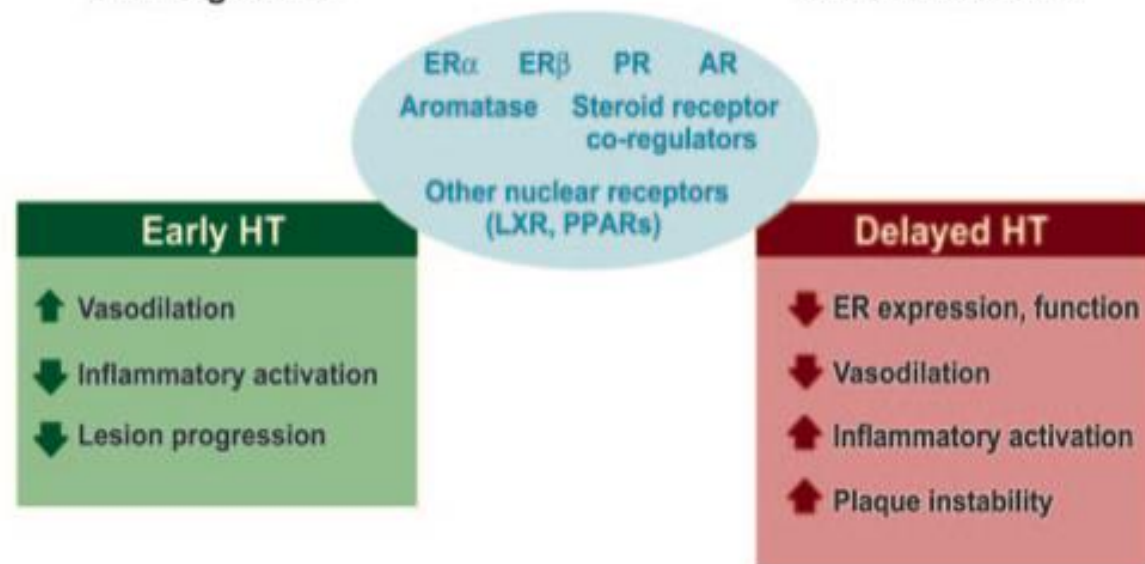 ERα ERβ PR AR
Aromatase Steroid receptor
co-regulators
Other nuclear receptors
(LXR, PPARs)
Early HT
Vasodilation
Inflammatory activation
Lesion progression
Delayed HT
ER expression, function
Vasodilation
Inflammatory activation
Plaque instability